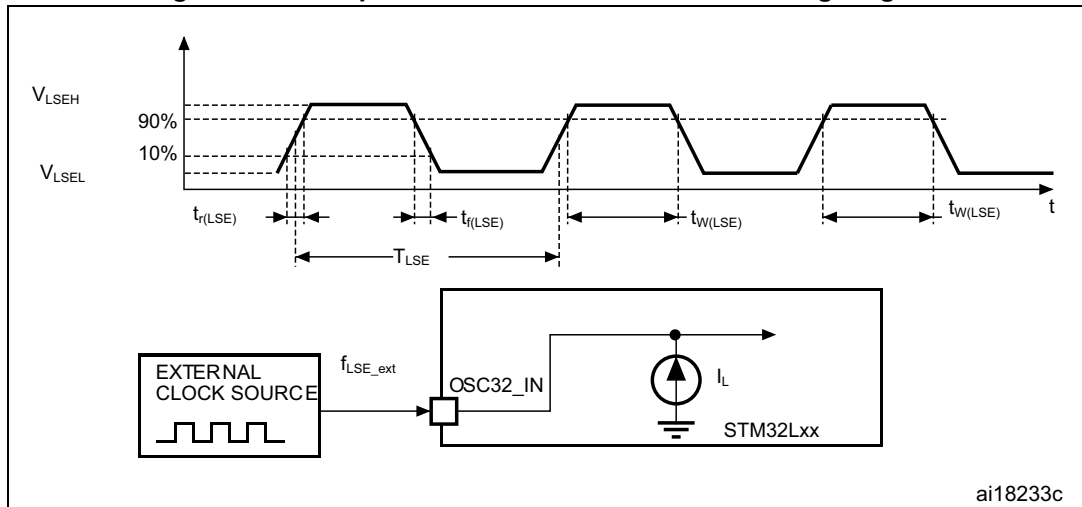 V_LSEH
90%
10%
V_LSEL
t_r(LSE)
t_f(LSE)
t_W(LSE)
t_W(LSE)
t
T_LSE
EXTERNAL
CLOCK SOURCE
f_LSE_ext
OSC32_IN
I_L
STM32Lxx
ai18233c